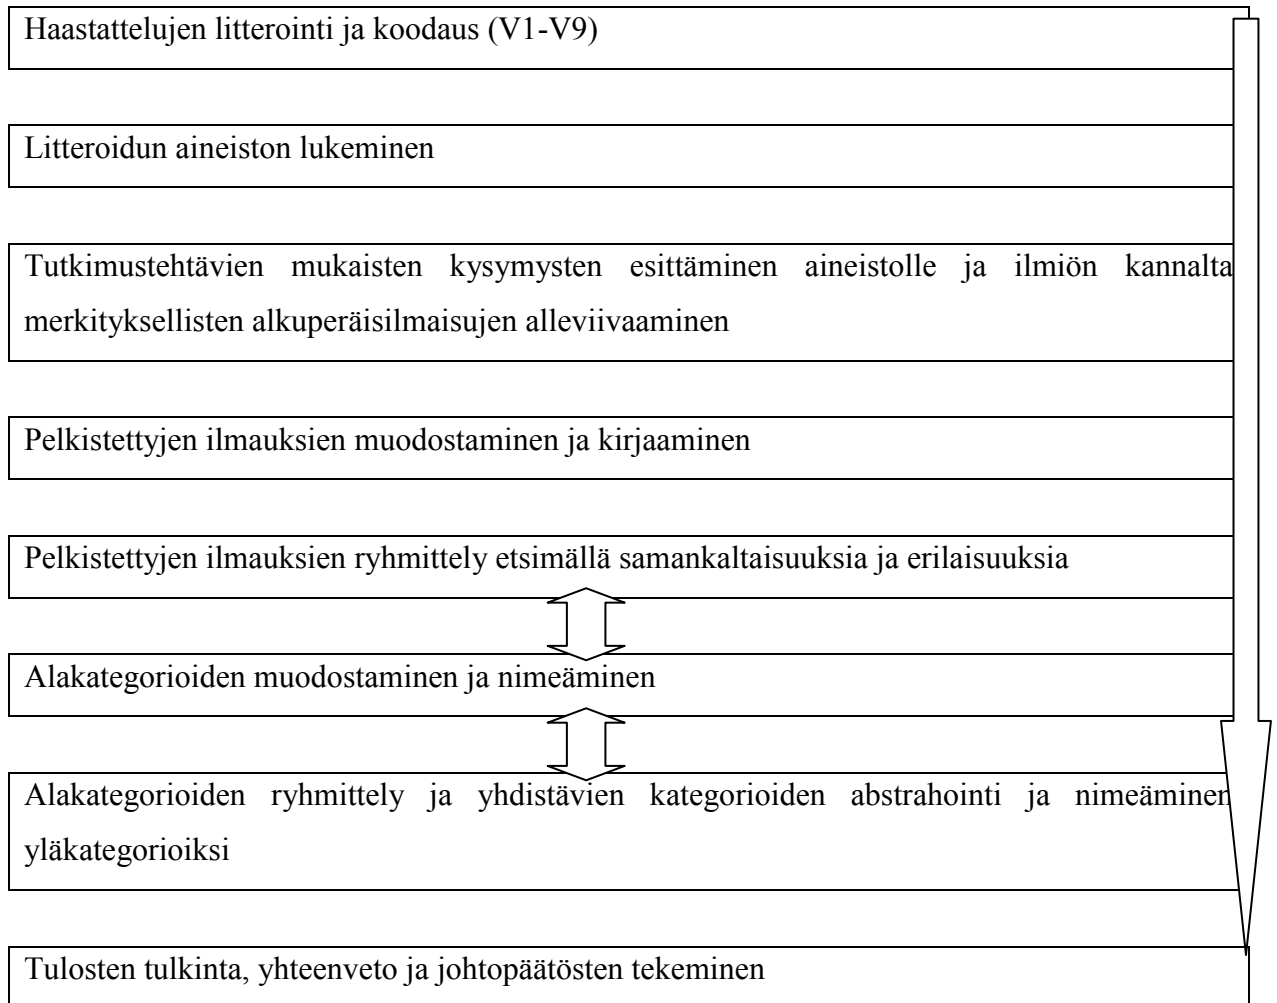 Haastattelujen litterointi ja koodaus (V1-V9)
Litteroidun aineiston lukeminen
Tutkimustehtävien mukaisten kysymysten esittäminen aineistolle ja ilmiön kannalta
merkityksellisten alkuperäisilmaisujen alleviivaaminen
Pelkistettyjen ilmauksien muodostaminen ja kirjaaminen
Pelkistettyjen ilmauksien ryhmittely etsimällä samankaltaisuuksia ja erilaisuuksia
Alakategorioiden muodostaminen ja nimeäminen
Alakategorioiden ryhmittely ja yhdistävien kategorioiden abstrahointi ja nimeäminen
yläkategorioiksi
Tulosten tulkinta, yhteenveto ja johtopäätösten tekeminen